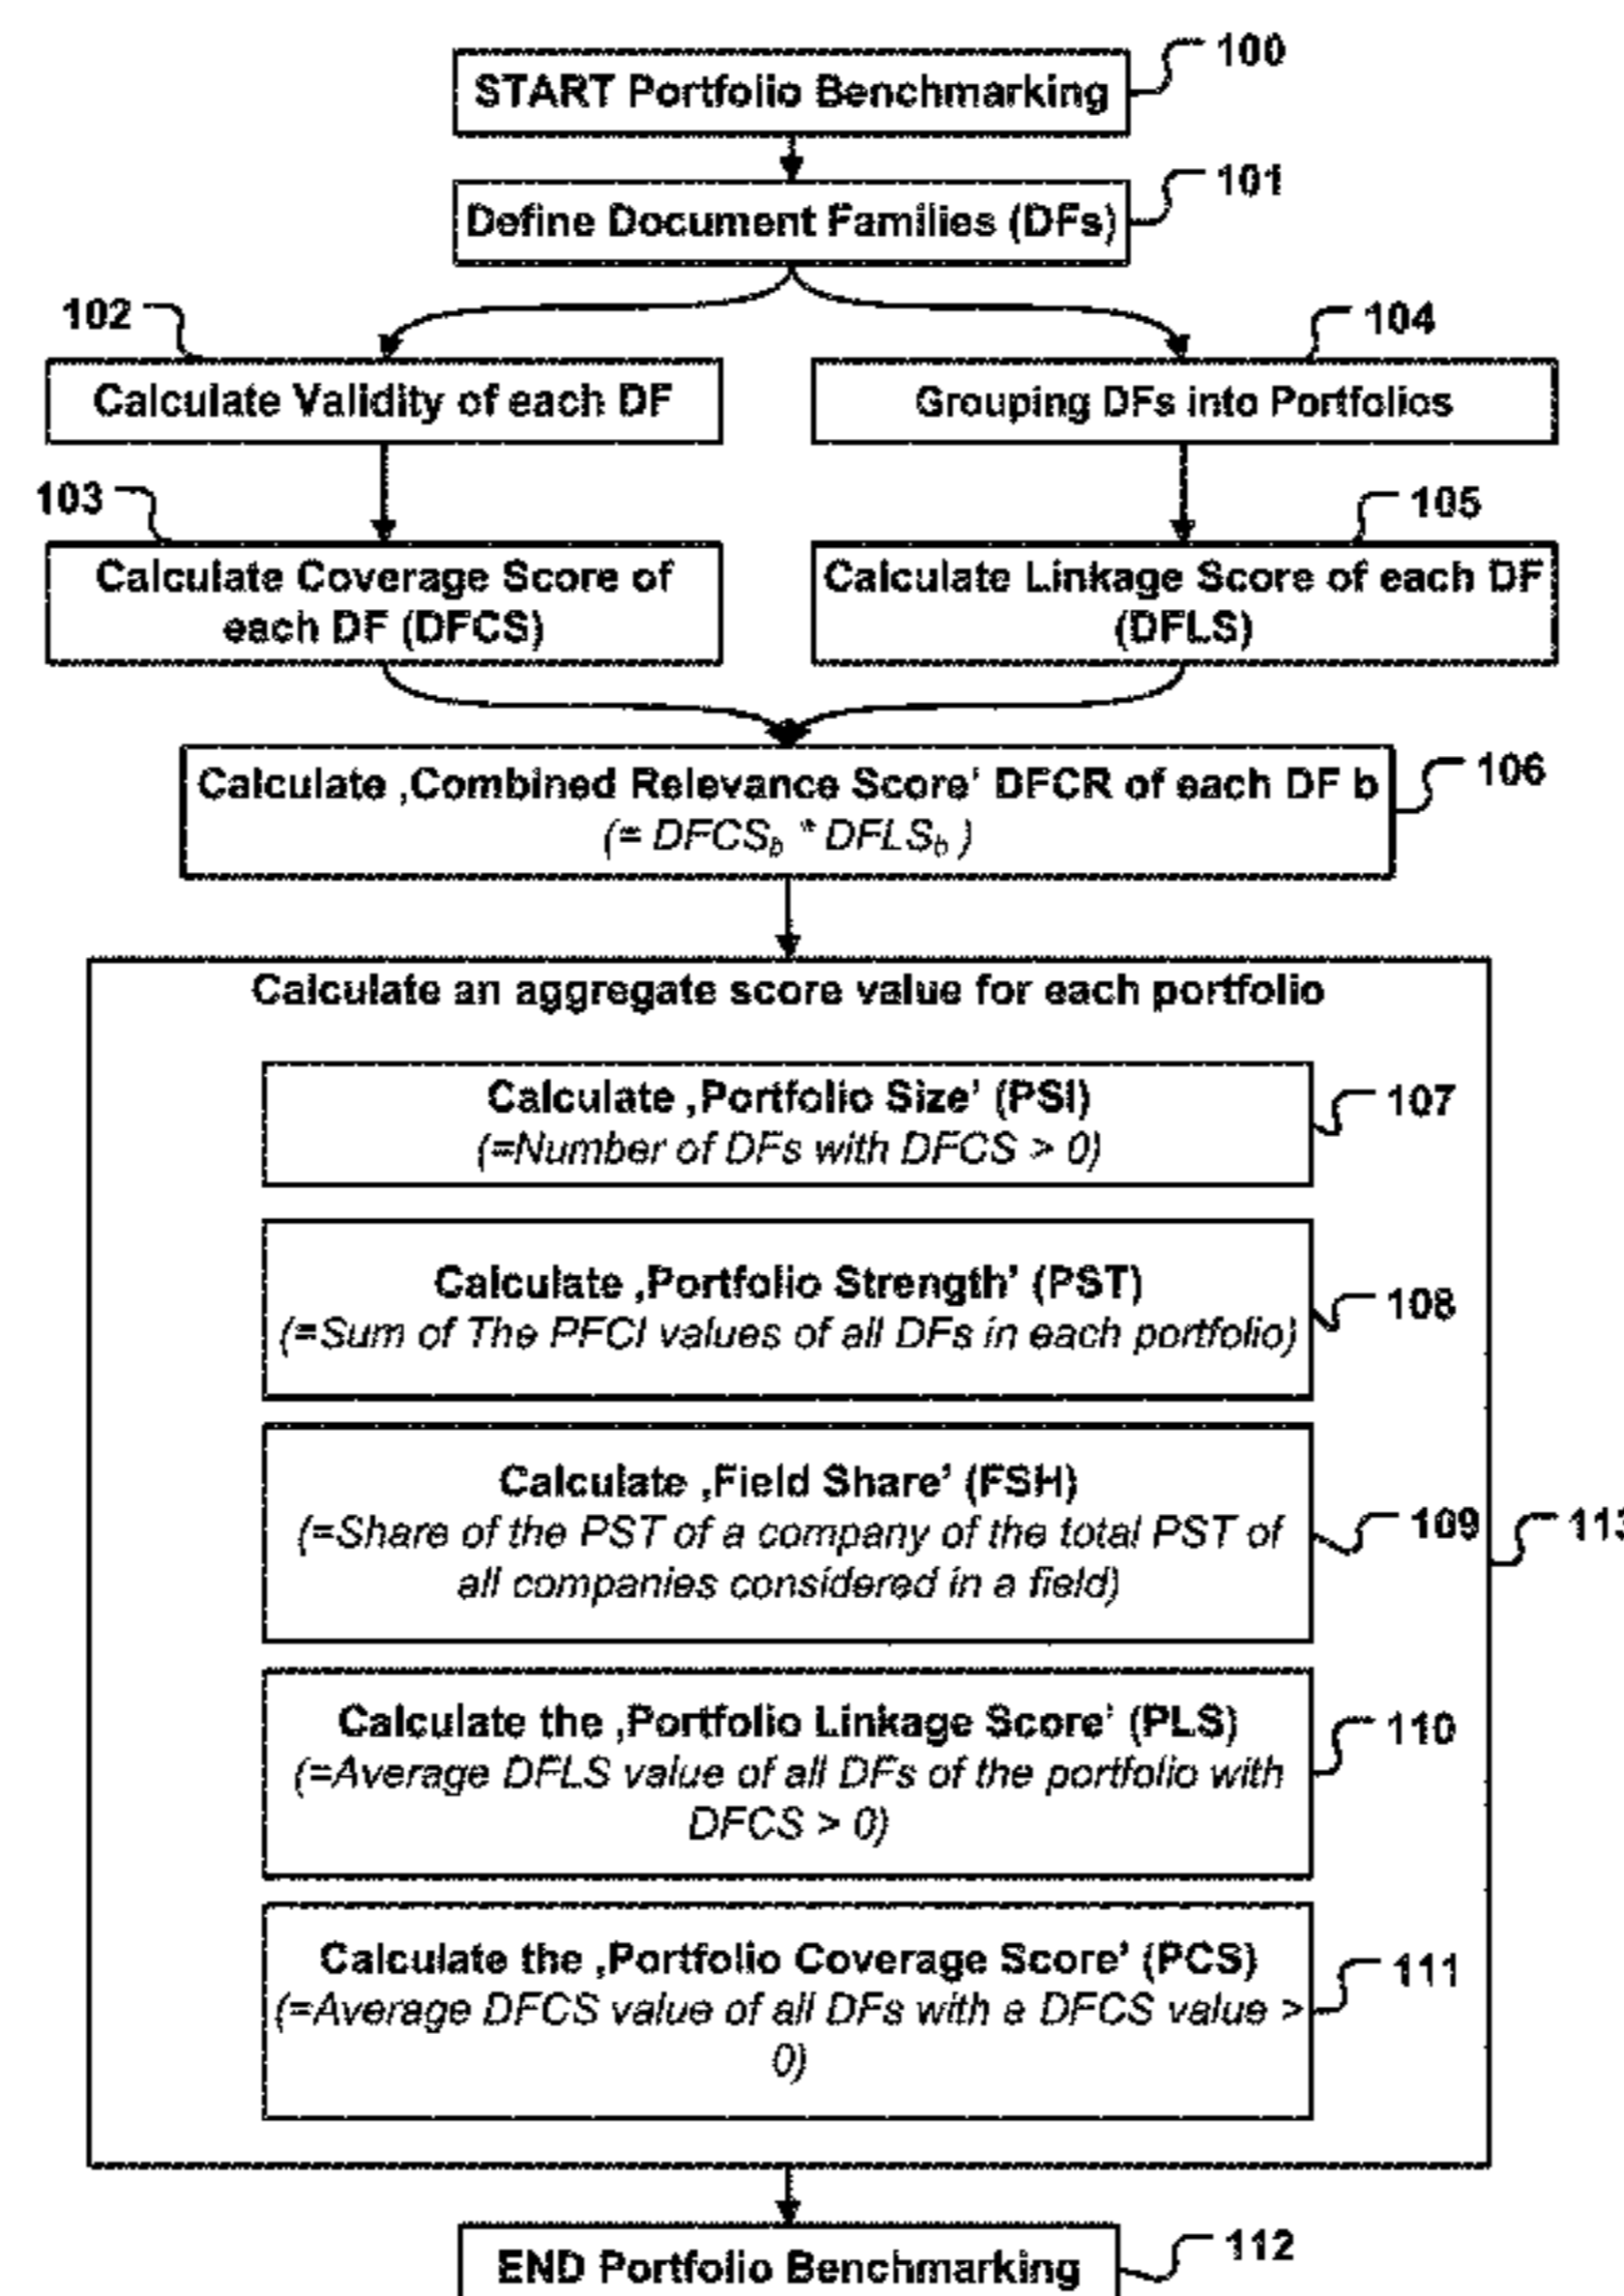 100
START Portfolio Benchmarking
101
Define Document Families (DFs)
102
104
Calculate Validity of each DF
Grouping DFs into Portfolios
103
105
Calculate Coverage Score of
each DF (DFCS)
Calculate Linkage Score of each DF
(DFLS)
Calculate ‚Combined Relevance Score' DFCR of each DF b
(= DFCSb * DFLSb )
106
Calculate an aggregate score value for each portfolio
Calculate ‚Portfolio Size' (PSI)
(=Number of DFs with DFCS > 0)
107
Calculate ‚Portfolio Strength' (PST)
(=Sum of The PFCI values of all DFs in each portfolio)
108
Calculate ‚Field Share' (FSH)
(=Share of the PST of a company of the total PST of
all companies considered in a field)
109
113
Calculate the ‚Portfolio Linkage Score' (PLS)
(=Average DFLS value of all DFs of the portfolio with
DFCS > 0)
110
Calculate the ‚Portfolio Coverage Score' (PCS)
(=Average DFCS value of all DFs with a DFCS value >
0)
111
END Portfolio Benchmarking
112